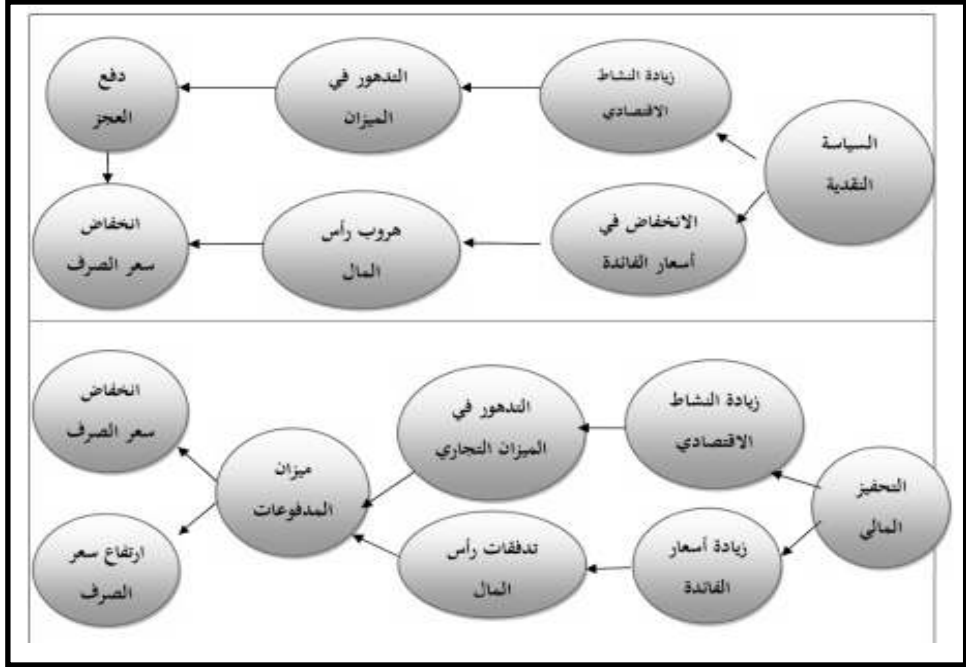 السياسة
النقدية
زيادة النشاط
الاقتصادي
التدهور في
الميزان
دفع
العجز
الانخفاض في
أسعار الفائدة
هروب رأس
المال
انخفاض
سعر الصرف
التحفيز
المالي
زيادة النشاط
الاقتصادي
التدهور في
الميزان التجاري
زيادة أسعار
الفائدة
تدفقات رأس
المال
ميزان
المدفوعات
انخفاض
سعر الصرف
ارتفاع سعر
الصرف